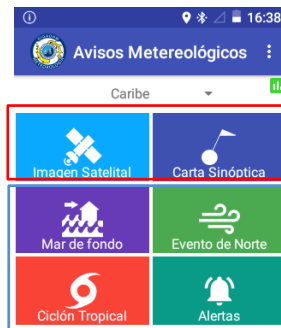 16:38
Avisos Metereológicos
Caribe
Imagen Satelital
Carta Sinóptica
Mar de fondo
Evento de Norte
Ciclón Tropical
Alertas